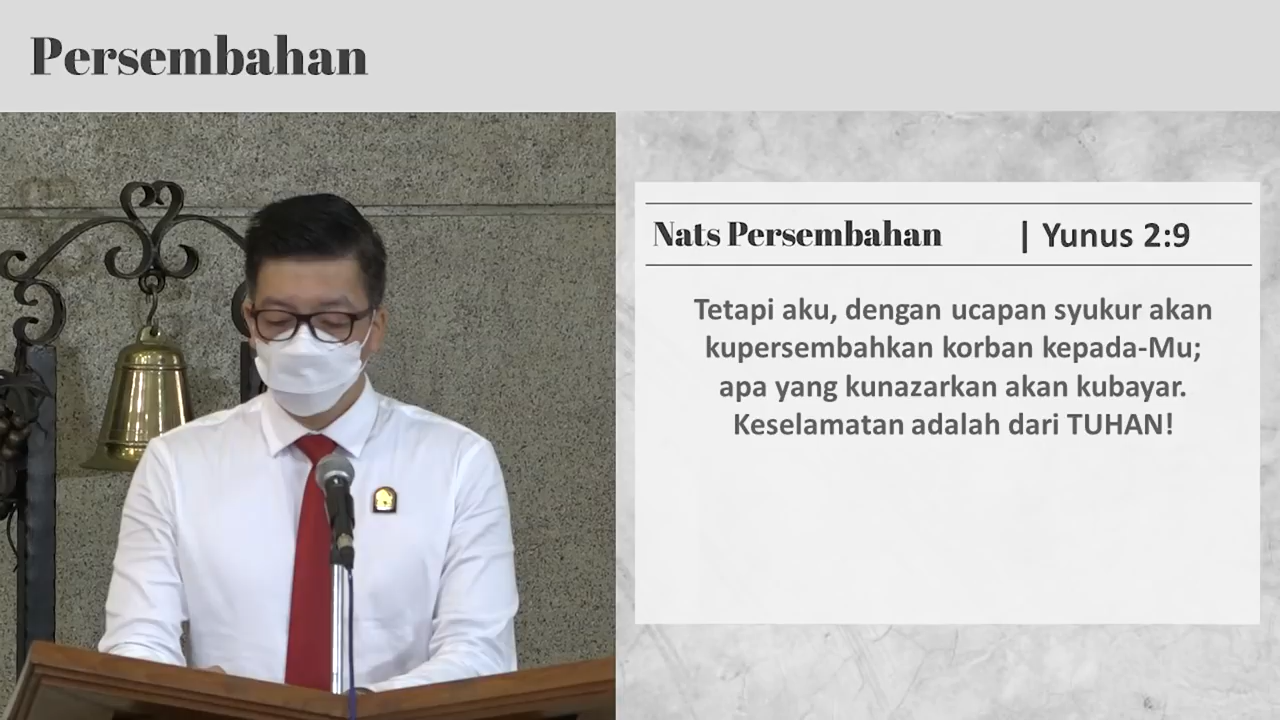 Persembahan
Nats Persembahan | Yunus 2:9
Tetapi aku, dengan ucapan syukur akan
kupersembahkan korban kepada-Mu;
apa yang kunazarkan akan kubayar.
Keselamatan adalah dari TUHAN!